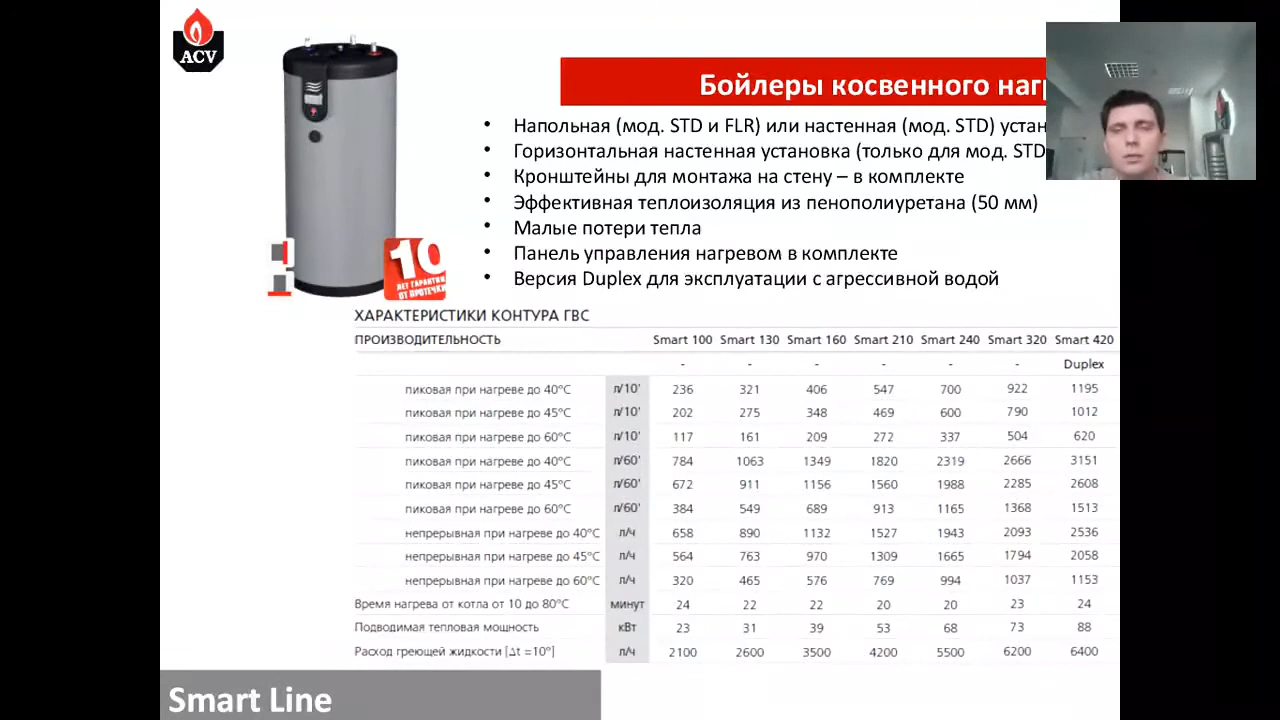 ACV
Бойлеры косвенного наг
Напольная (мод. STD и FLR) или настенная (мод. STD) устан
Горизонтальная настенная установка (только для мод. STD
Кронштейны для монтажа на стену – в комплекте
Эффективная теплоизоляция из пенополиуретана (50 мм)
Малые потери тепла
Панель управления нагревом в комплекте
Версия Duplex для эксплуатации с агрессивной водой
10
ЛЕТ ГАРАНТИИ
ОТ ПРОТЕЧКИ
ХАРАКТЕРИСТИКИ КОНТУРА ГВС
ПРОИЗВОДИТЕЛЬНОСТЬ Smart 100 Smart 130 Smart 160 Smart 210 Smart 240 Smart 320 Smart 420
- - - - - - Duplex
пиковая при нагреве до 40°C л/10' 236 321 406 547 700 922 1195
пиковая при нагреве до 45°C л/10' 202 275 348 469 600 790 1012
пиковая при нагреве до 60°C л/10' 117 161 209 272 337 504 620
пиковая при нагреве до 40°C л/60' 784 1063 1349 1820 2319 2666 3151
пиковая при нагреве до 45°C л/60' 672 911 1156 1560 1988 2285 2608
пиковая при нагреве до 60°C л/60' 384 549 689 913 1165 1368 1513
непрерывная при нагреве до 40°C л/ч 658 890 1132 1527 1943 2093 2536
непрерывная при нагреве до 45°C л/ч 564 763 970 1309 1665 1794 2058
непрерывная при нагреве до 60°C л/ч 320 465 576 769 994 1037 1153
Время нагрева от котла от 10 до 80°C минут 24 22 22 20 20 23 24
Подводимая тепловая мощность кВт 23 31 39 53 68 73 88
Расход греющей жидкости [Δt =10°] л/ч 2100 2600 3500 4200 5500 6200 6400
Smart Line